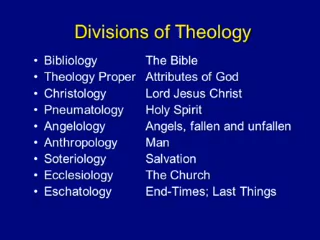 Divisions of Theology
• Bibliology The Bible
• Theology Proper Attributes of God
• Christology Lord Jesus Christ
• Pneumatology Holy Spirit
• Angelology Angels, fallen and unfallen
• Anthropology Man
• Soteriology Salvation
• Ecclesiology The Church
• Eschatology End-Times; Last Things